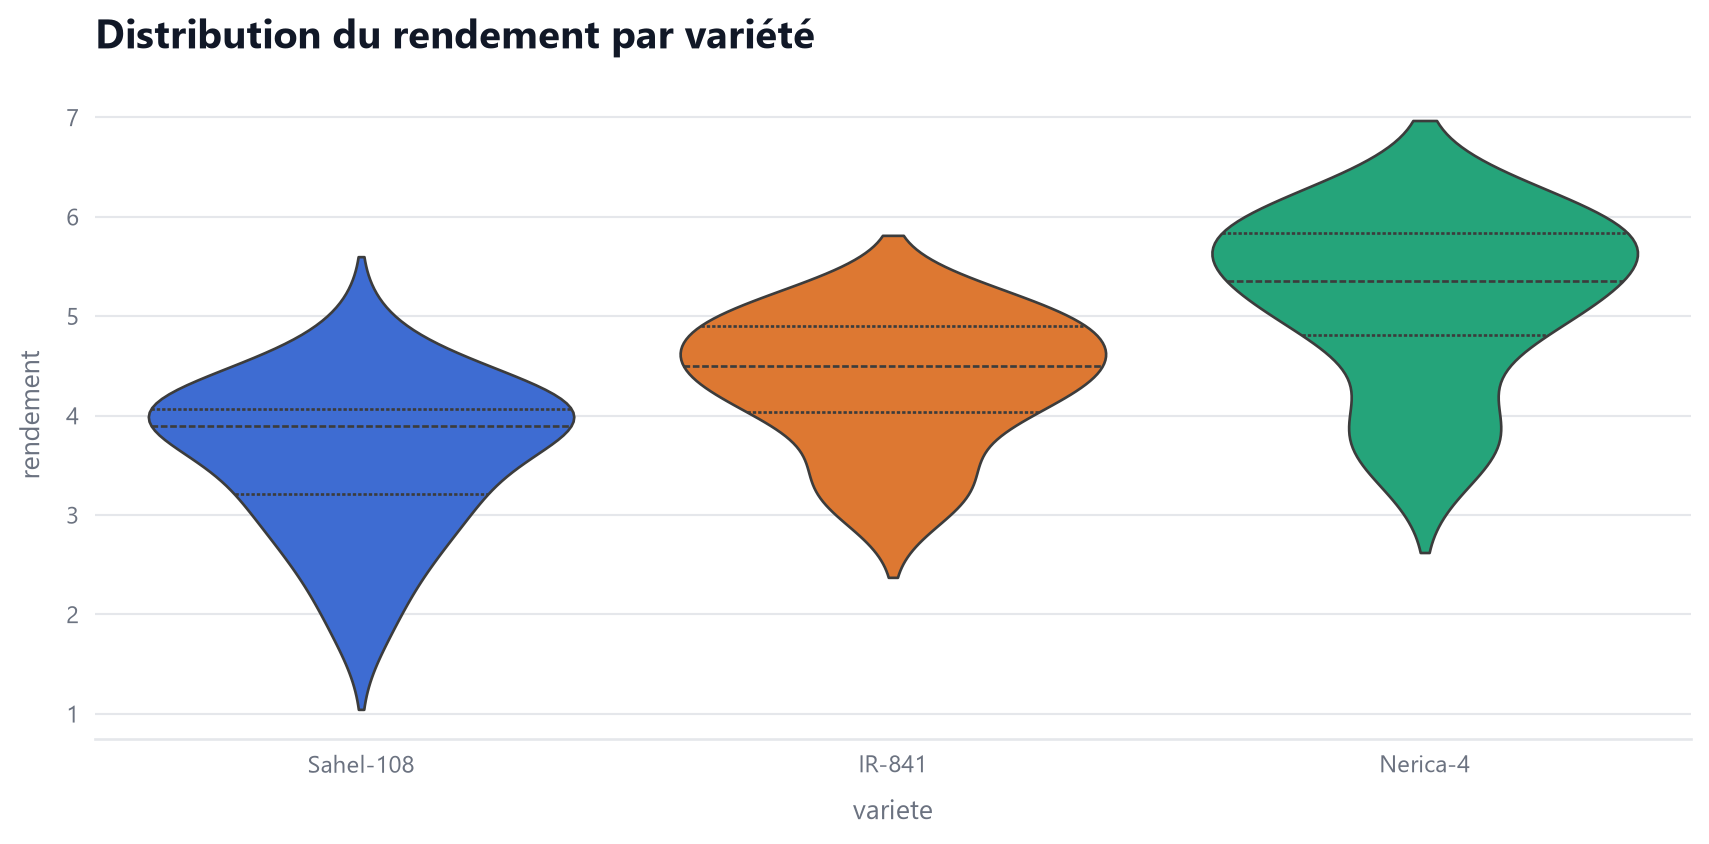 Distribution du rendement par variété
7
6
5
4
3
2
1
rendement
Sahel-108 IR-841 Nerica-4
variete